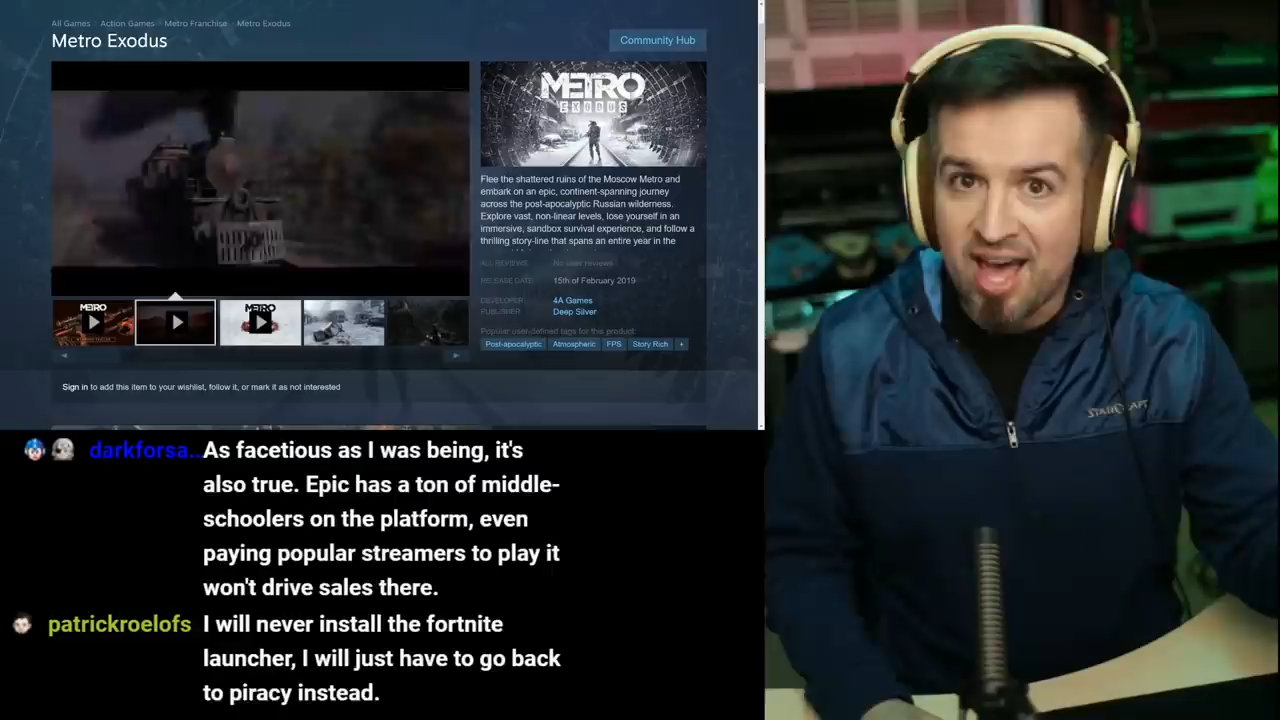 All Games
Action Games
Metro Franchise
Metro Exodus
Metro Exodus
Community Hub
METRO
EXODUS
Flee the shattered ruins of the Moscow Metro and
embark on an epic, continent-spanning journey
across the post-apocalyptic Russian wilderness.
Explore vast, non-linear levels, lose yourself in an
immersive, sandbox survival experience, and follow a
thrilling story-line that spans an entire year in the
ALL REVIEWS: No user reviews
RELEASE DATE: 15th of February 2019
DEVELOPER: 4A Games
PUBLISHER: Deep Silver
Popular user-defined tags for this product:
Post-apocalyptic Atmospheric FPS Story Rich +
METRO
METRO
Sign in to add this item to your wishlist, follow it, or mark it as not interested
darkforsa... As facetious as I was being, it's
also true. Epic has a ton of middle-
schoolers on the platform, even
paying popular streamers to play it
won't drive sales there.
patrickroelofs I will never install the fortnite
launcher, I will just have to go back
to piracy instead.
STARCRAFT